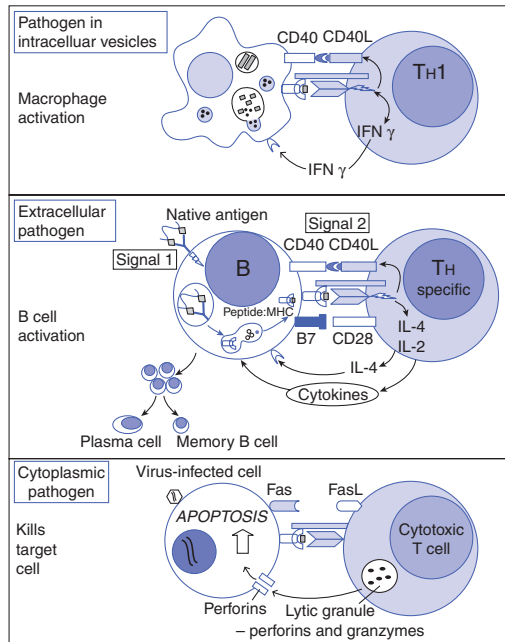 Pathogen in
intracelluar vesicles
Macrophage
activation
CD40 CD40L
TH1
IFN γ
IFN γ
Extracellular
pathogen
Native antigen
Signal 1
Signal 2
CD40 CD40L
B
TH
specific
Peptide:MHC
B cell
activation
B7
CD28
IL-4
IL-2
IL-4
Cytokines
Plasma cell
Memory B cell
Cytoplasmic
pathogen
Virus-infected cell
Fas
FasL
Kills
target
cell
APOPTOSIS
Cytotoxic
T cell
Perforins
Lytic granule
– perforins and granzymes